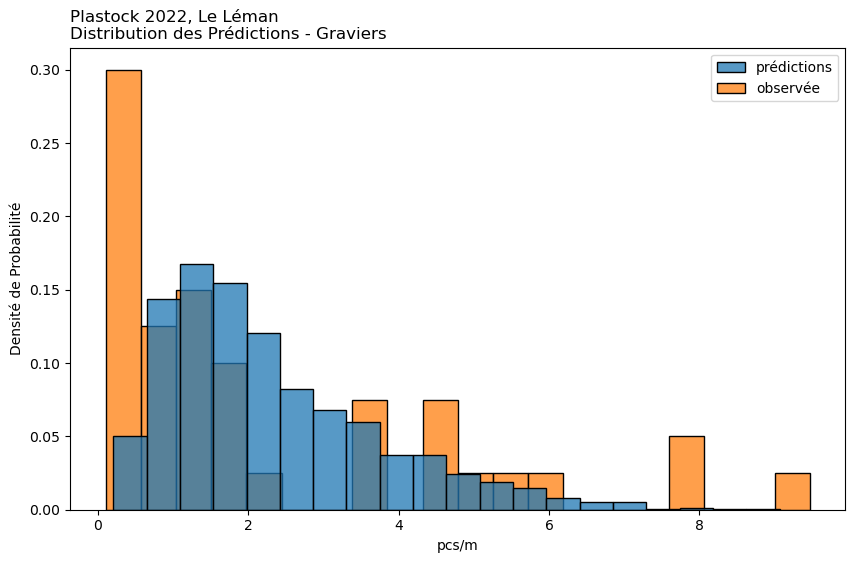 Plastock 2022, Le Léman
Distribution des Prédictions - Graviers
prédictions
observée
Densité de Probabilité
0.30
0.25
0.20
0.15
0.10
0.05
0.00
0
2
4
6
8
pcs/m